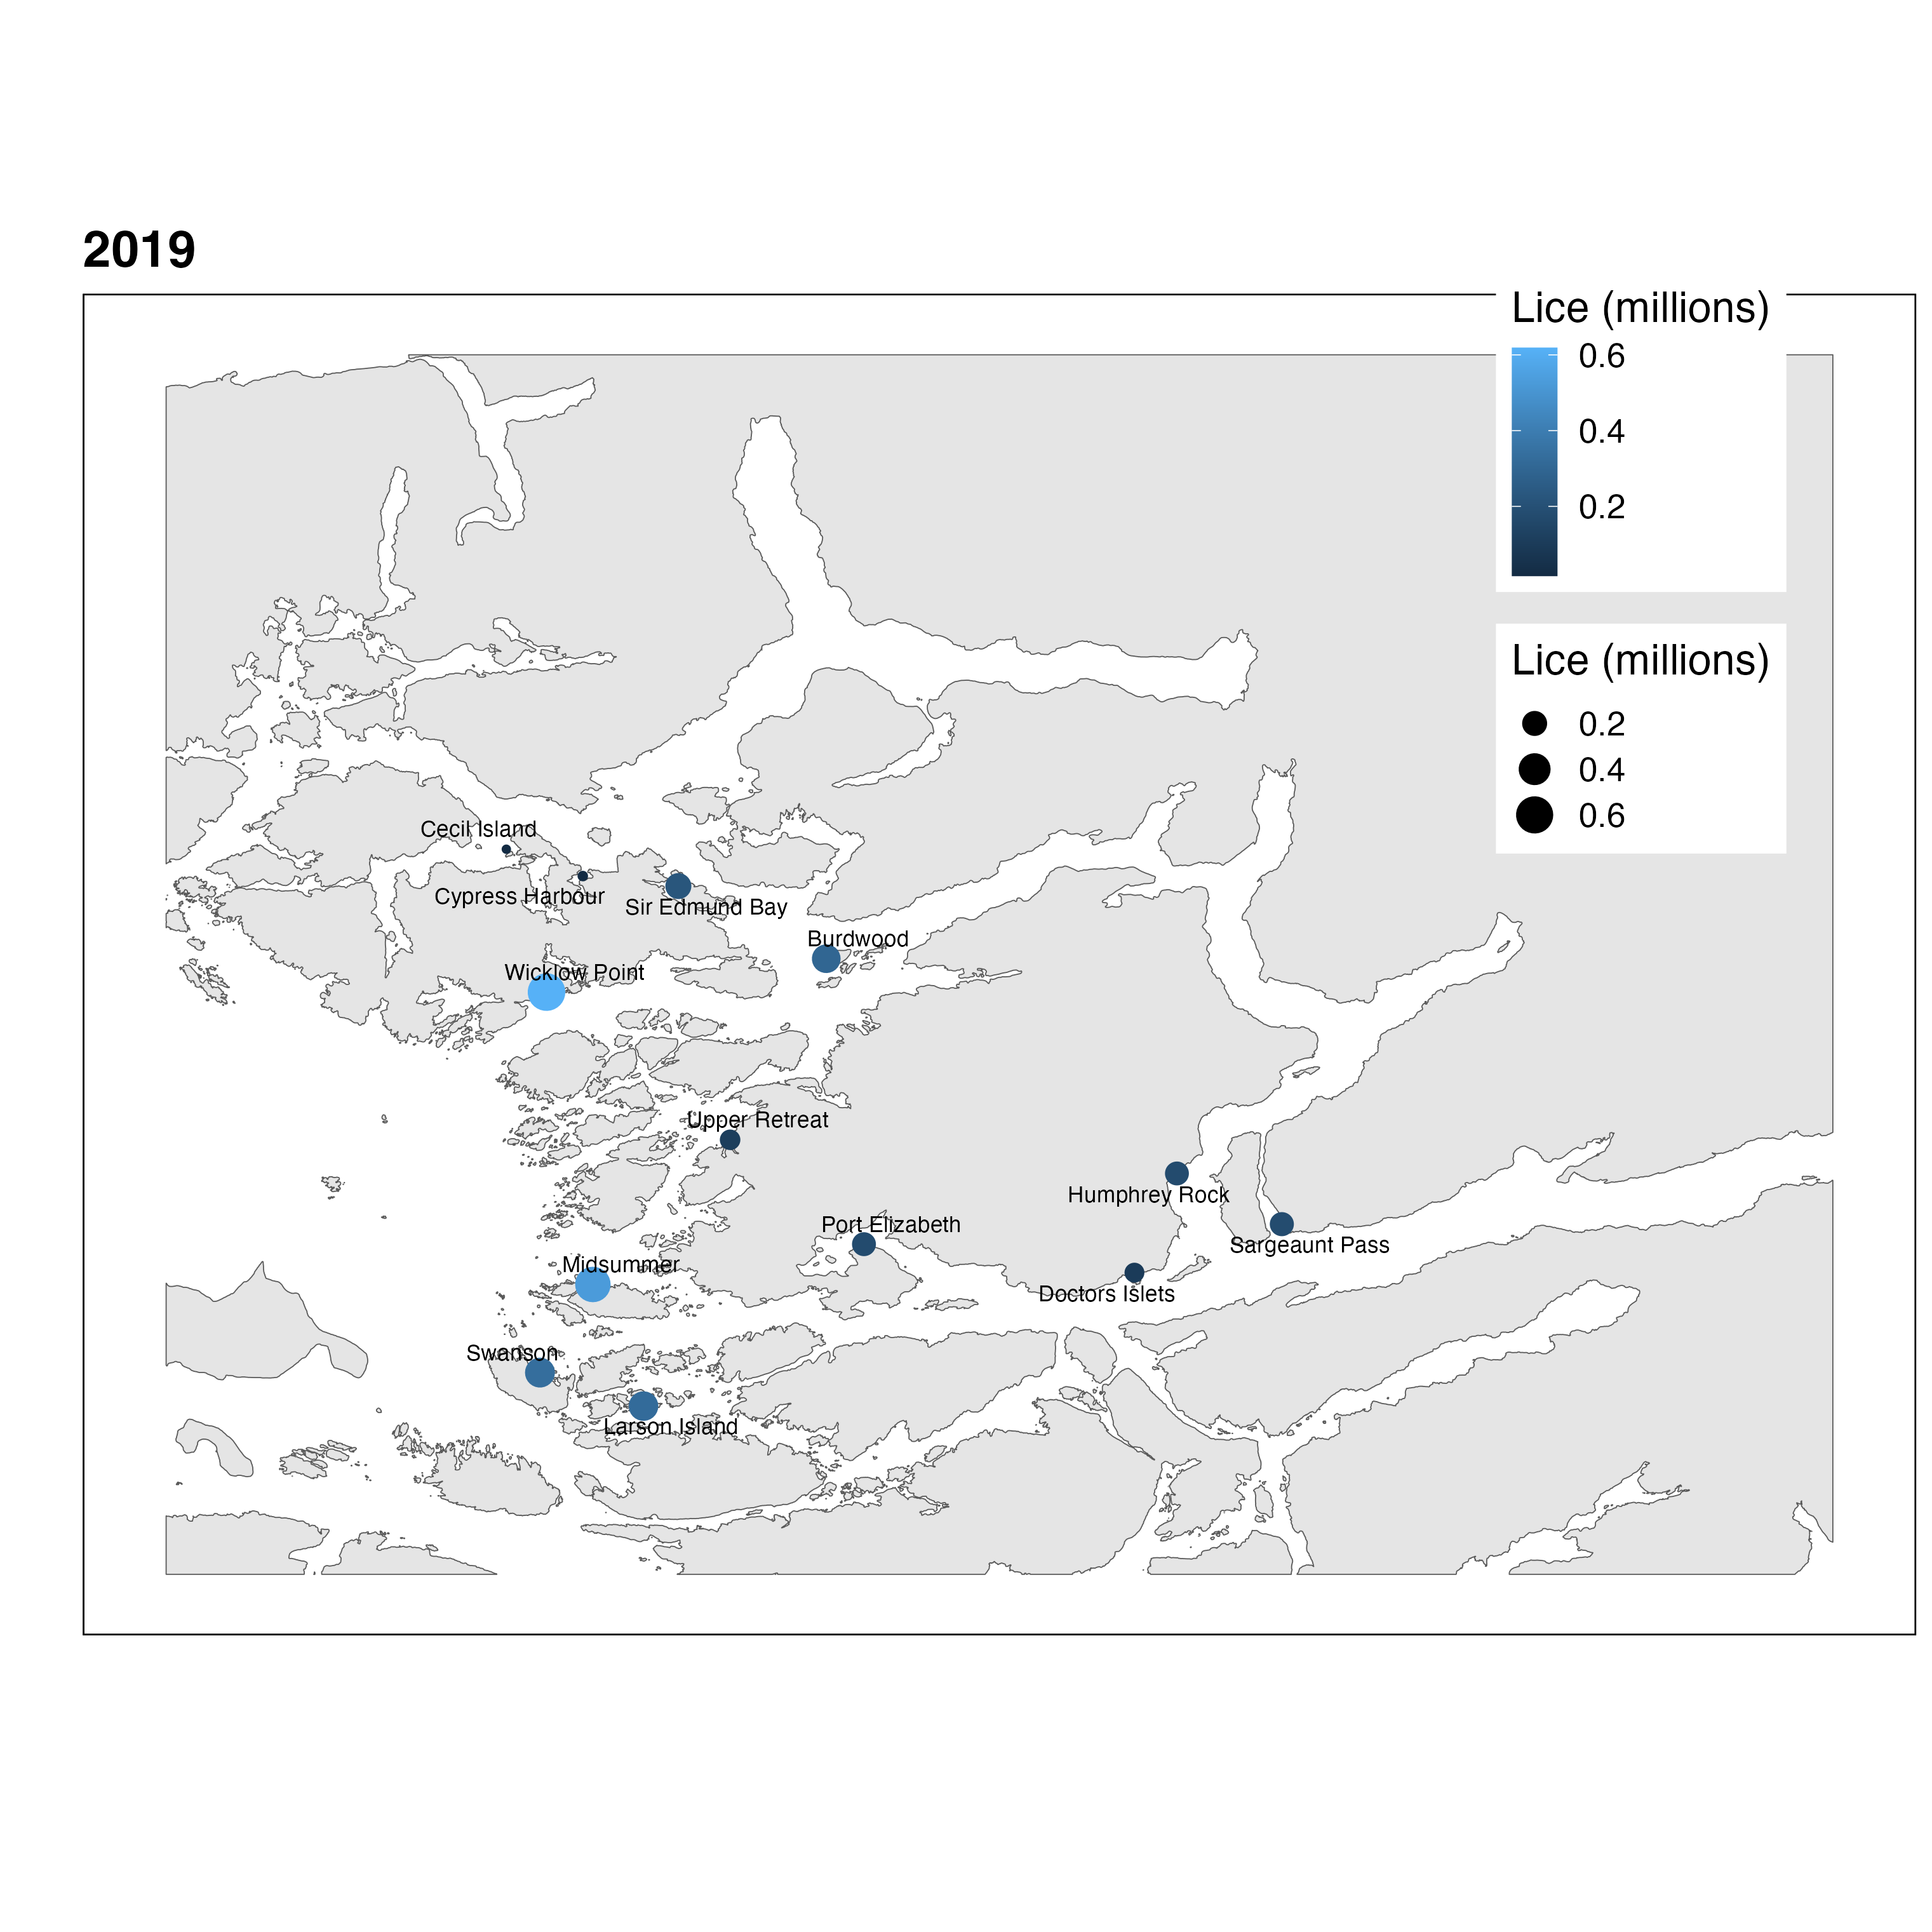 2019
Lice (millions)
0.6
0.4
0.2
Lice (millions)
0.2
0.4
0.6
Cecil Island
Cypress Harbour
Sir Edmund Bay
Burdwood
Wicklow Point
Upper Retreat
Humphrey Rock
Port Elizabeth
Sargeaunt Pass
Midsummer
Doctors Islets
Swanson
Larson Island